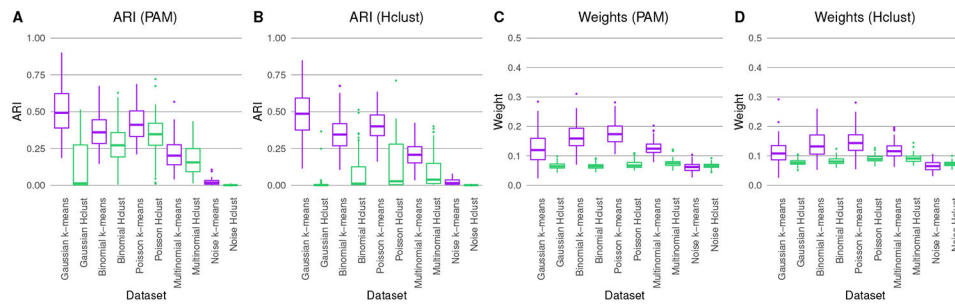 A
ARI (PAM)
1.00
0.75
0.50
0.25
0.00
ARI
Gaussian k−means
Gaussian Hclust
Binomial k−means
Binomial Hclust
Poisson k−means
Poisson Hclust
Multinomial k−means
Multinomial Hclust
Noise k−means
Noise Hclust
Dataset
B
ARI (Hclust)
1.00
0.75
0.50
0.25
0.00
ARI
Gaussian k−means
Gaussian Hclust
Binomial k−means
Binomial Hclust
Poisson k−means
Poisson Hclust
Multinomial k−means
Multinomial Hclust
Noise k−means
Noise Hclust
Dataset
C
Weights (PAM)
0.5
0.4
0.3
0.2
0.1
0.0
Weight
Gaussian k−means
Gaussian Hclust
Binomial k−means
Binomial Hclust
Poisson k−means
Poisson Hclust
Multinomial k−means
Multinomial Hclust
Noise k−means
Noise Hclust
Dataset
D
Weights (Hclust)
0.5
0.4
0.3
0.2
0.1
0.0
Weight
Gaussian k−means
Gaussian Hclust
Binomial k−means
Binomial Hclust
Poisson k−means
Poisson Hclust
Multinomial k−means
Multinomial Hclust
Noise k−means
Noise Hclust
Dataset